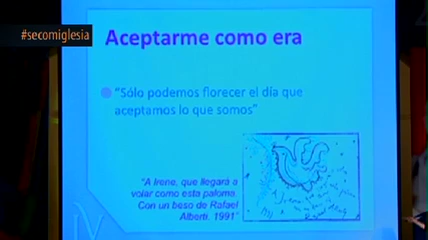 #secomiglesia
Aceptarme como era
"Sólo podemos florecer el día que
aceptamos lo que somos"
"A Irene, que llegará a
volar como esta paloma.
Con un beso de Rafael
Alberti. 1991"